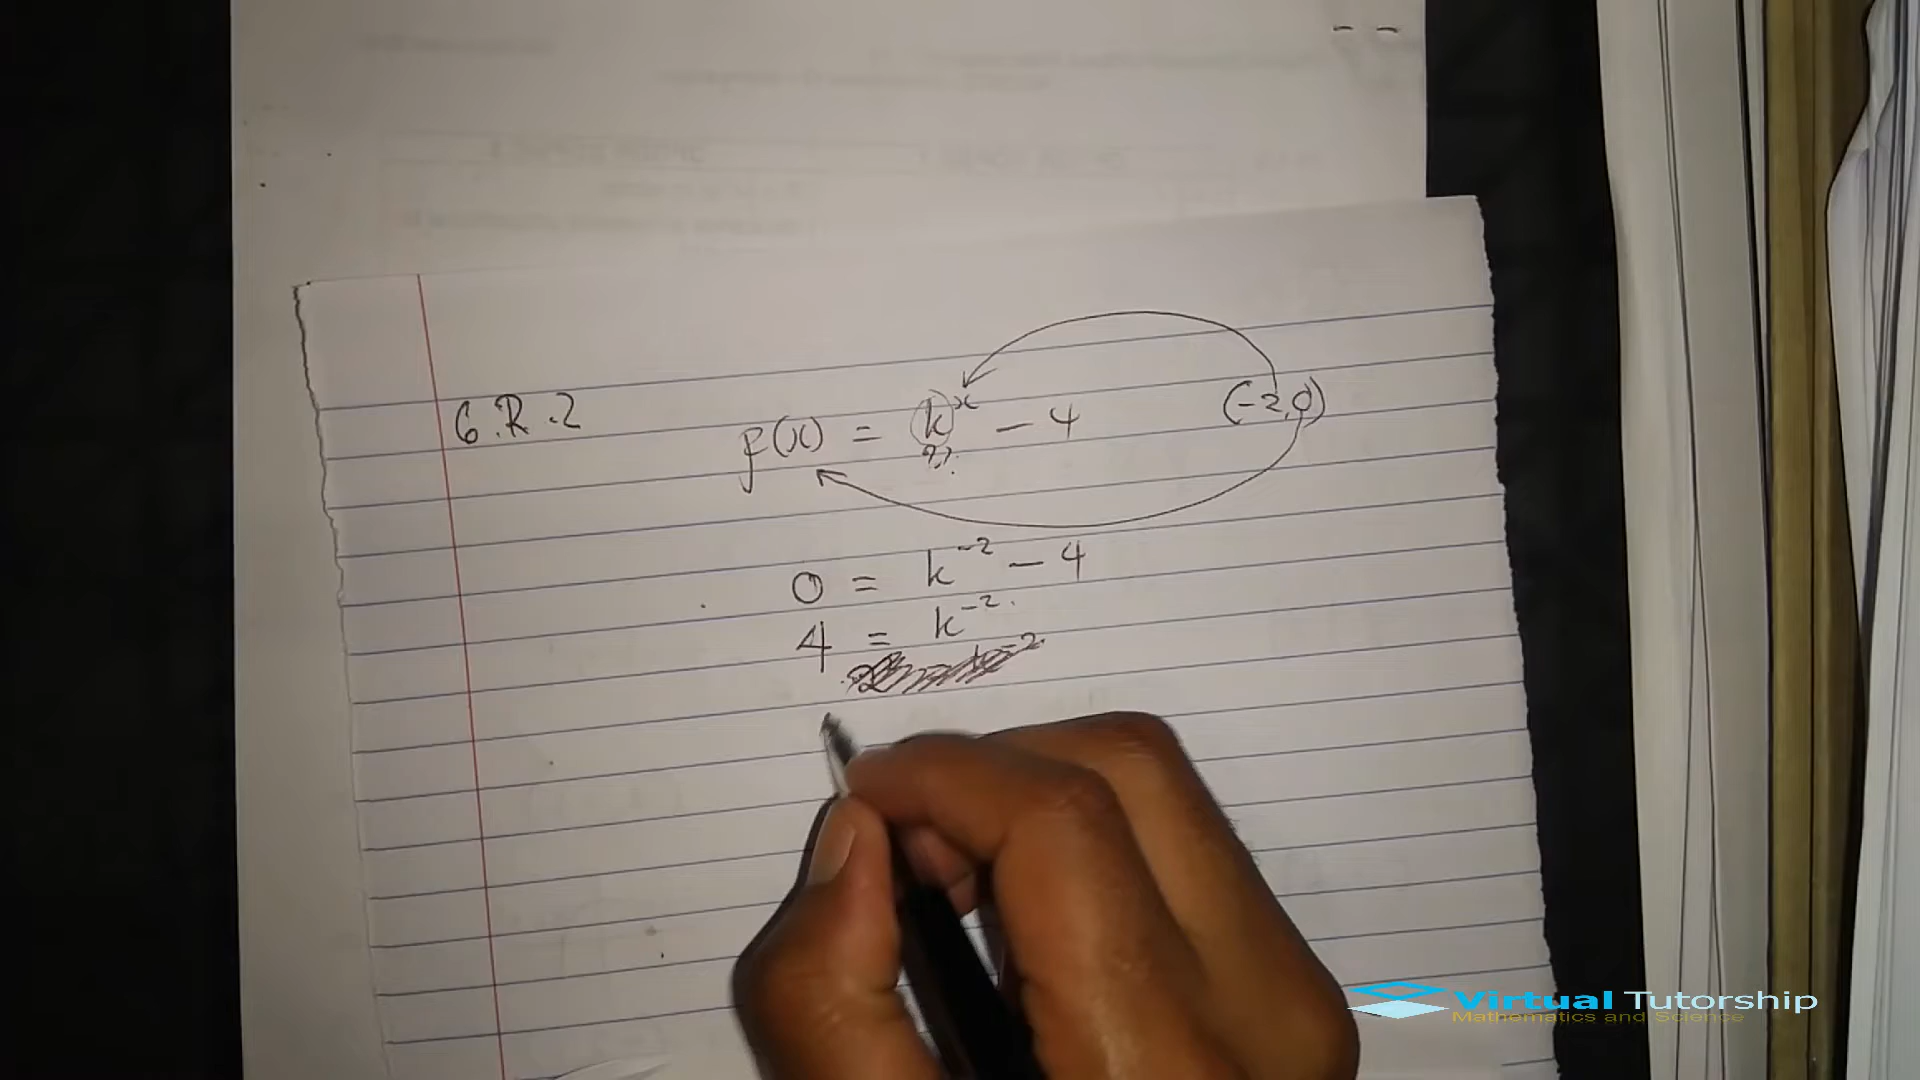 6.R.2
f(x) = k^x - 4 (-2,0)
??
0 = k^-2 - 4
4 = k^-2
Virtual Tutorship
Mathematics and Science